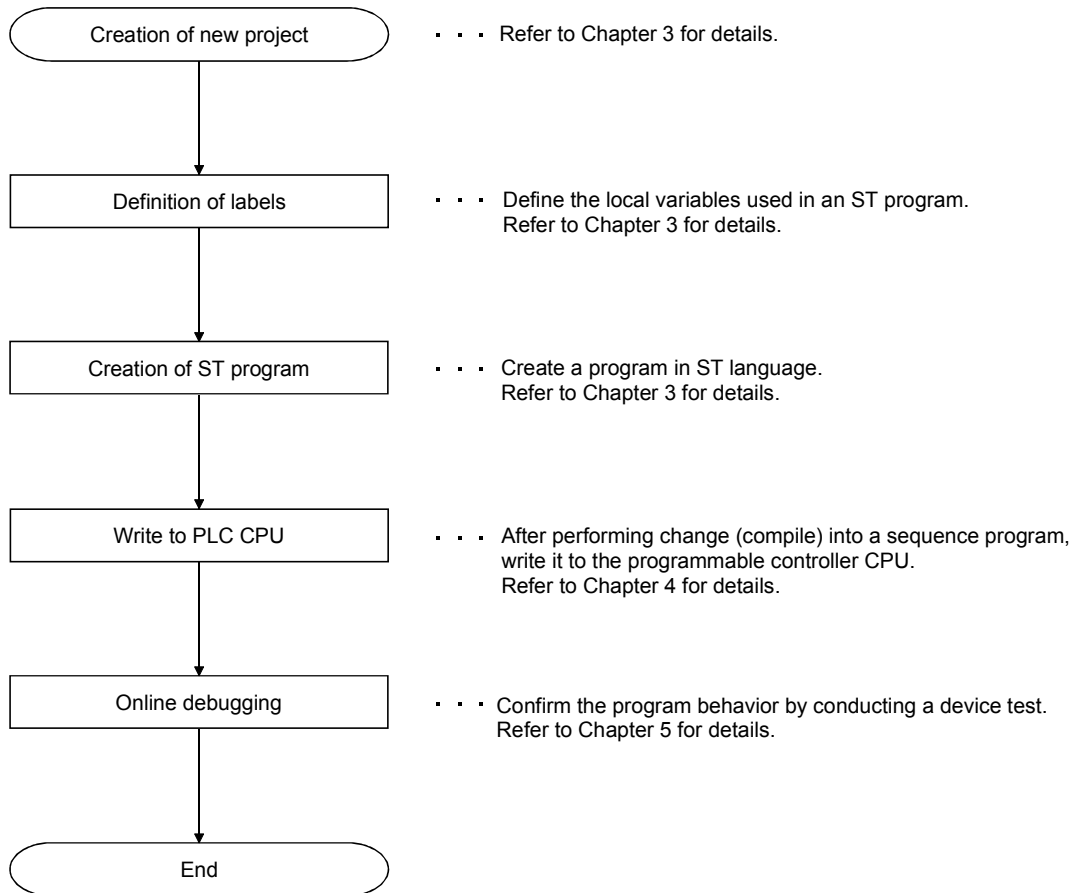 Creation of new project
· · · Refer to Chapter 3 for details.
Definition of labels
· · · Define the local variables used in an ST program.
Refer to Chapter 3 for details.
Creation of ST program
· · · Create a program in ST language.
Refer to Chapter 3 for details.
Write to PLC CPU
· · · After performing change (compile) into a sequence program,
write it to the programmable controller CPU.
Refer to Chapter 4 for details.
Online debugging
· · · Confirm the program behavior by conducting a device test.
Refer to Chapter 5 for details.
End